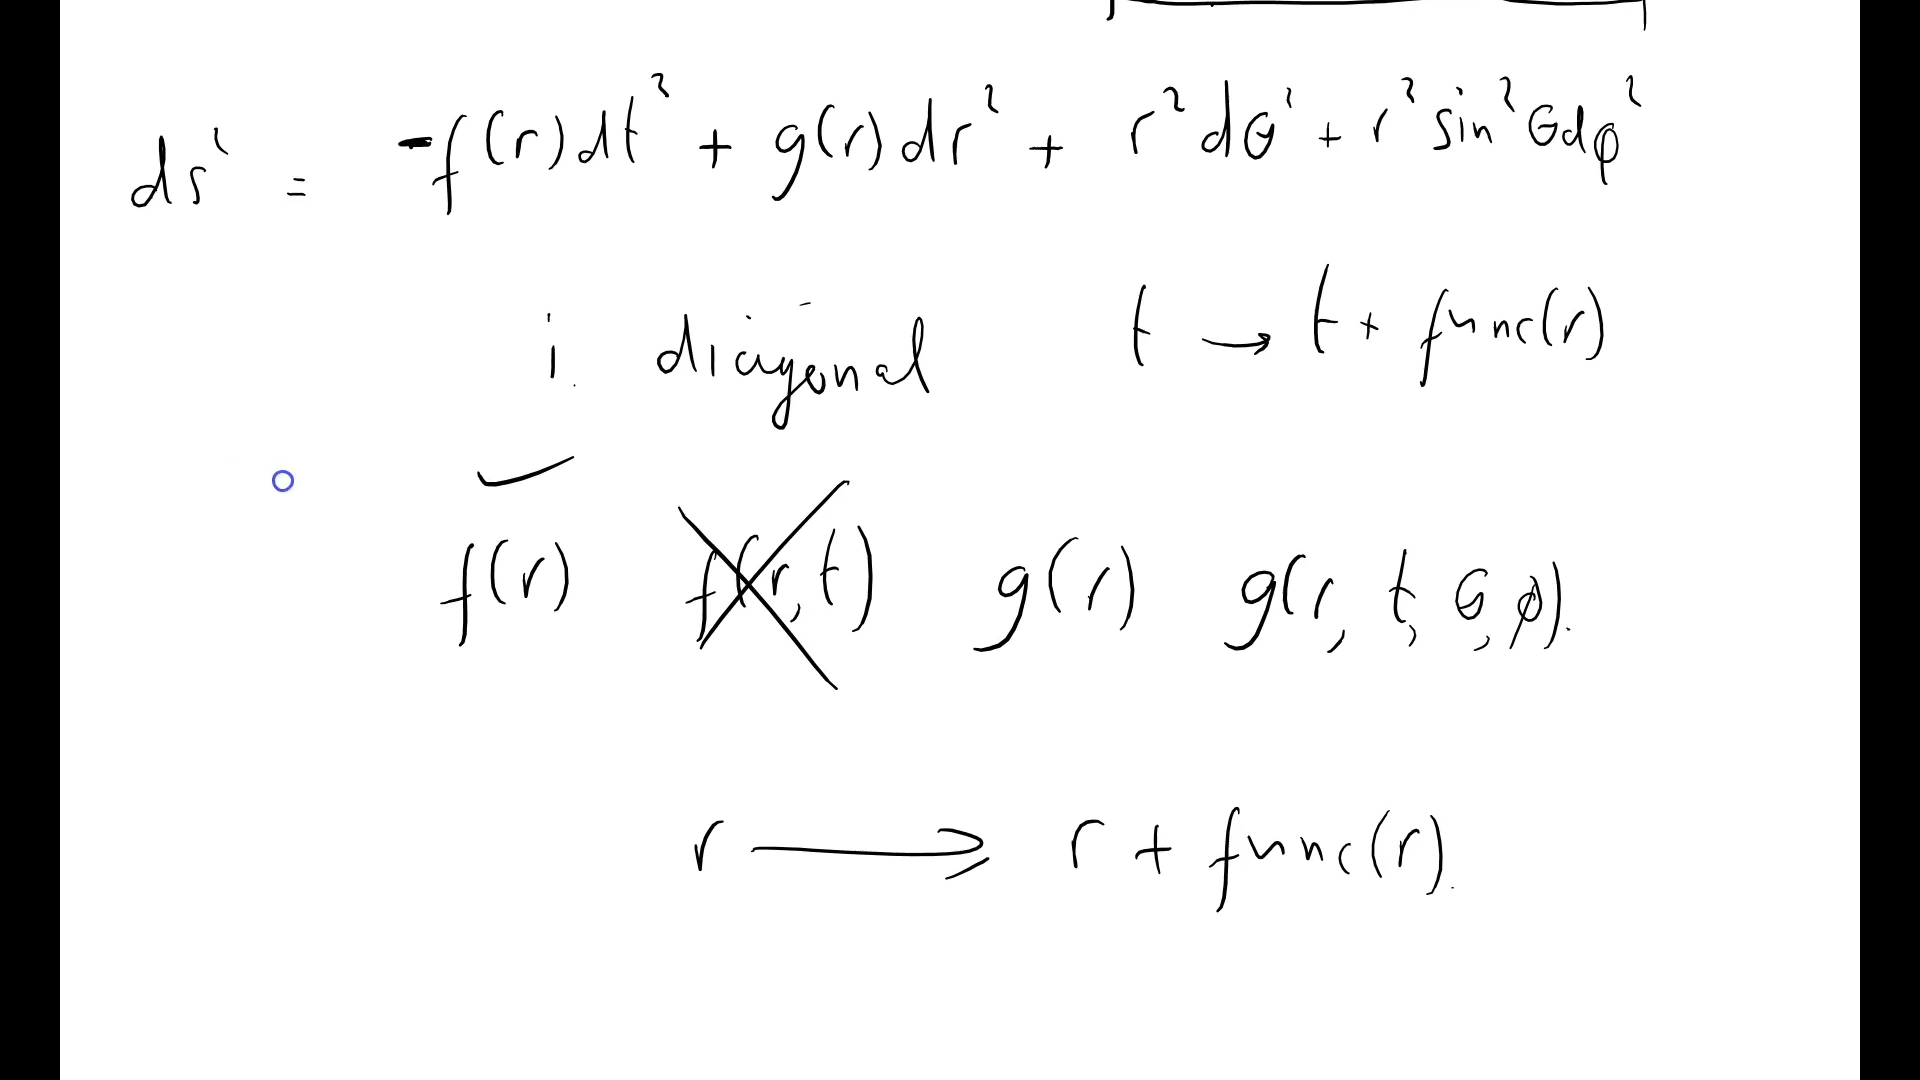 ds² = -f(r)dt² + g(r)dr² + r²dθ² + r²sin²θdφ²
i. diagonal t → t + func(r)
f(r) f(r,t) g(r) g(r, t, θ, φ).
r → r + func(r).